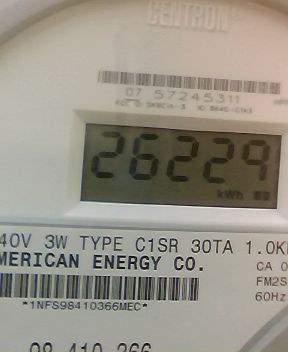 CENTRON®
07 57245311
26229
kWh
40V 3W TYPE C1SR 30TA 1.0K
MERICAN ENERGY CO.
CA 0
FM2S
60Hz
*1NFS98410366MEC*
98 410 366